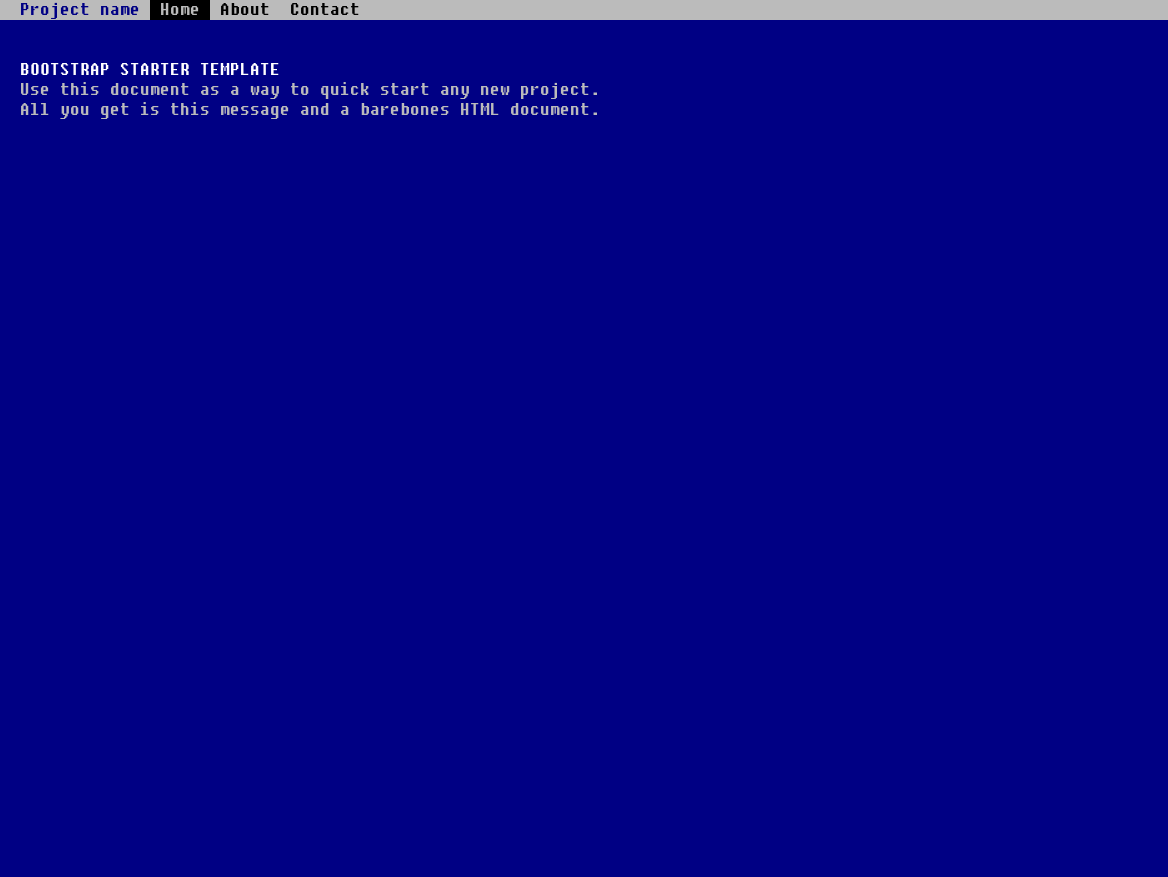 Project name Home About Contact
BOOTSTRAP STARTER TEMPLATE
Use this document as a way to quick start any new project.
All you get is this message and a barebones HTML document.